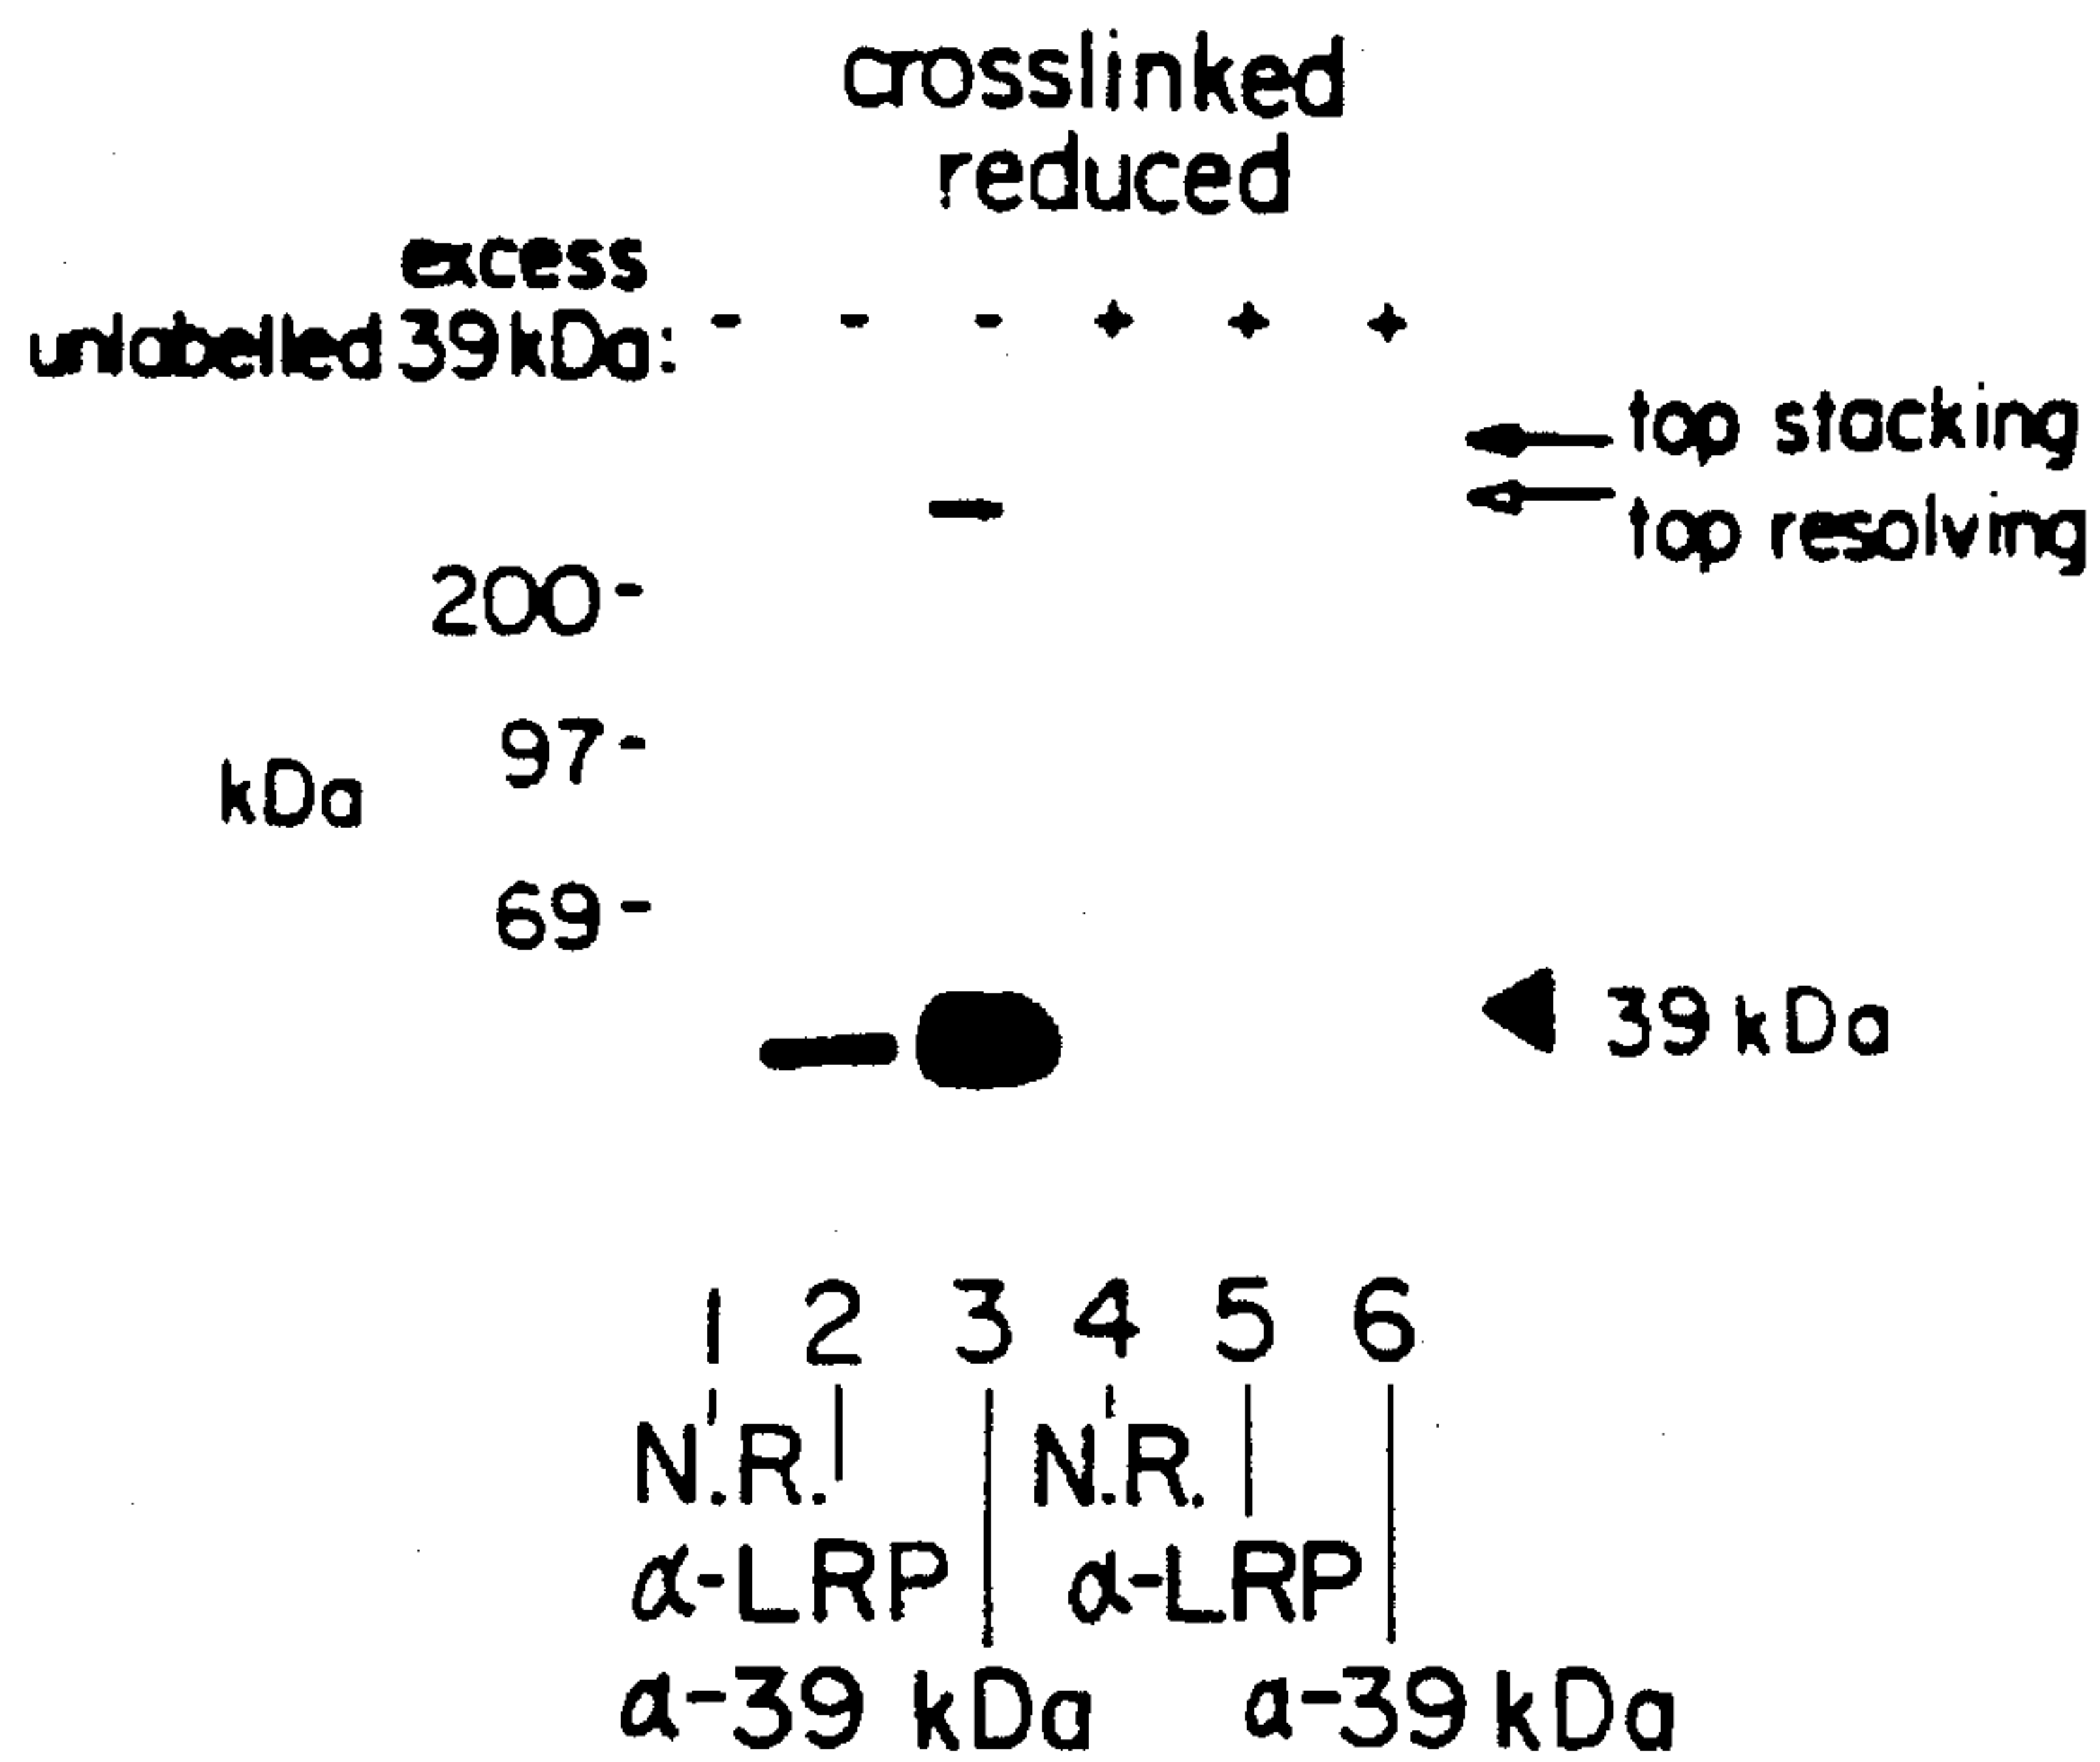 crosslinked
reduced
excess
unlabelled 39 kDa: - - - + + +
top stacking
top resolving
200-
97-
kDa
69-
39 kDa
1 2 3 4 5 6
N.R. N.R.
α-LRP α-LRP
α-39 kDa α-39 kDa